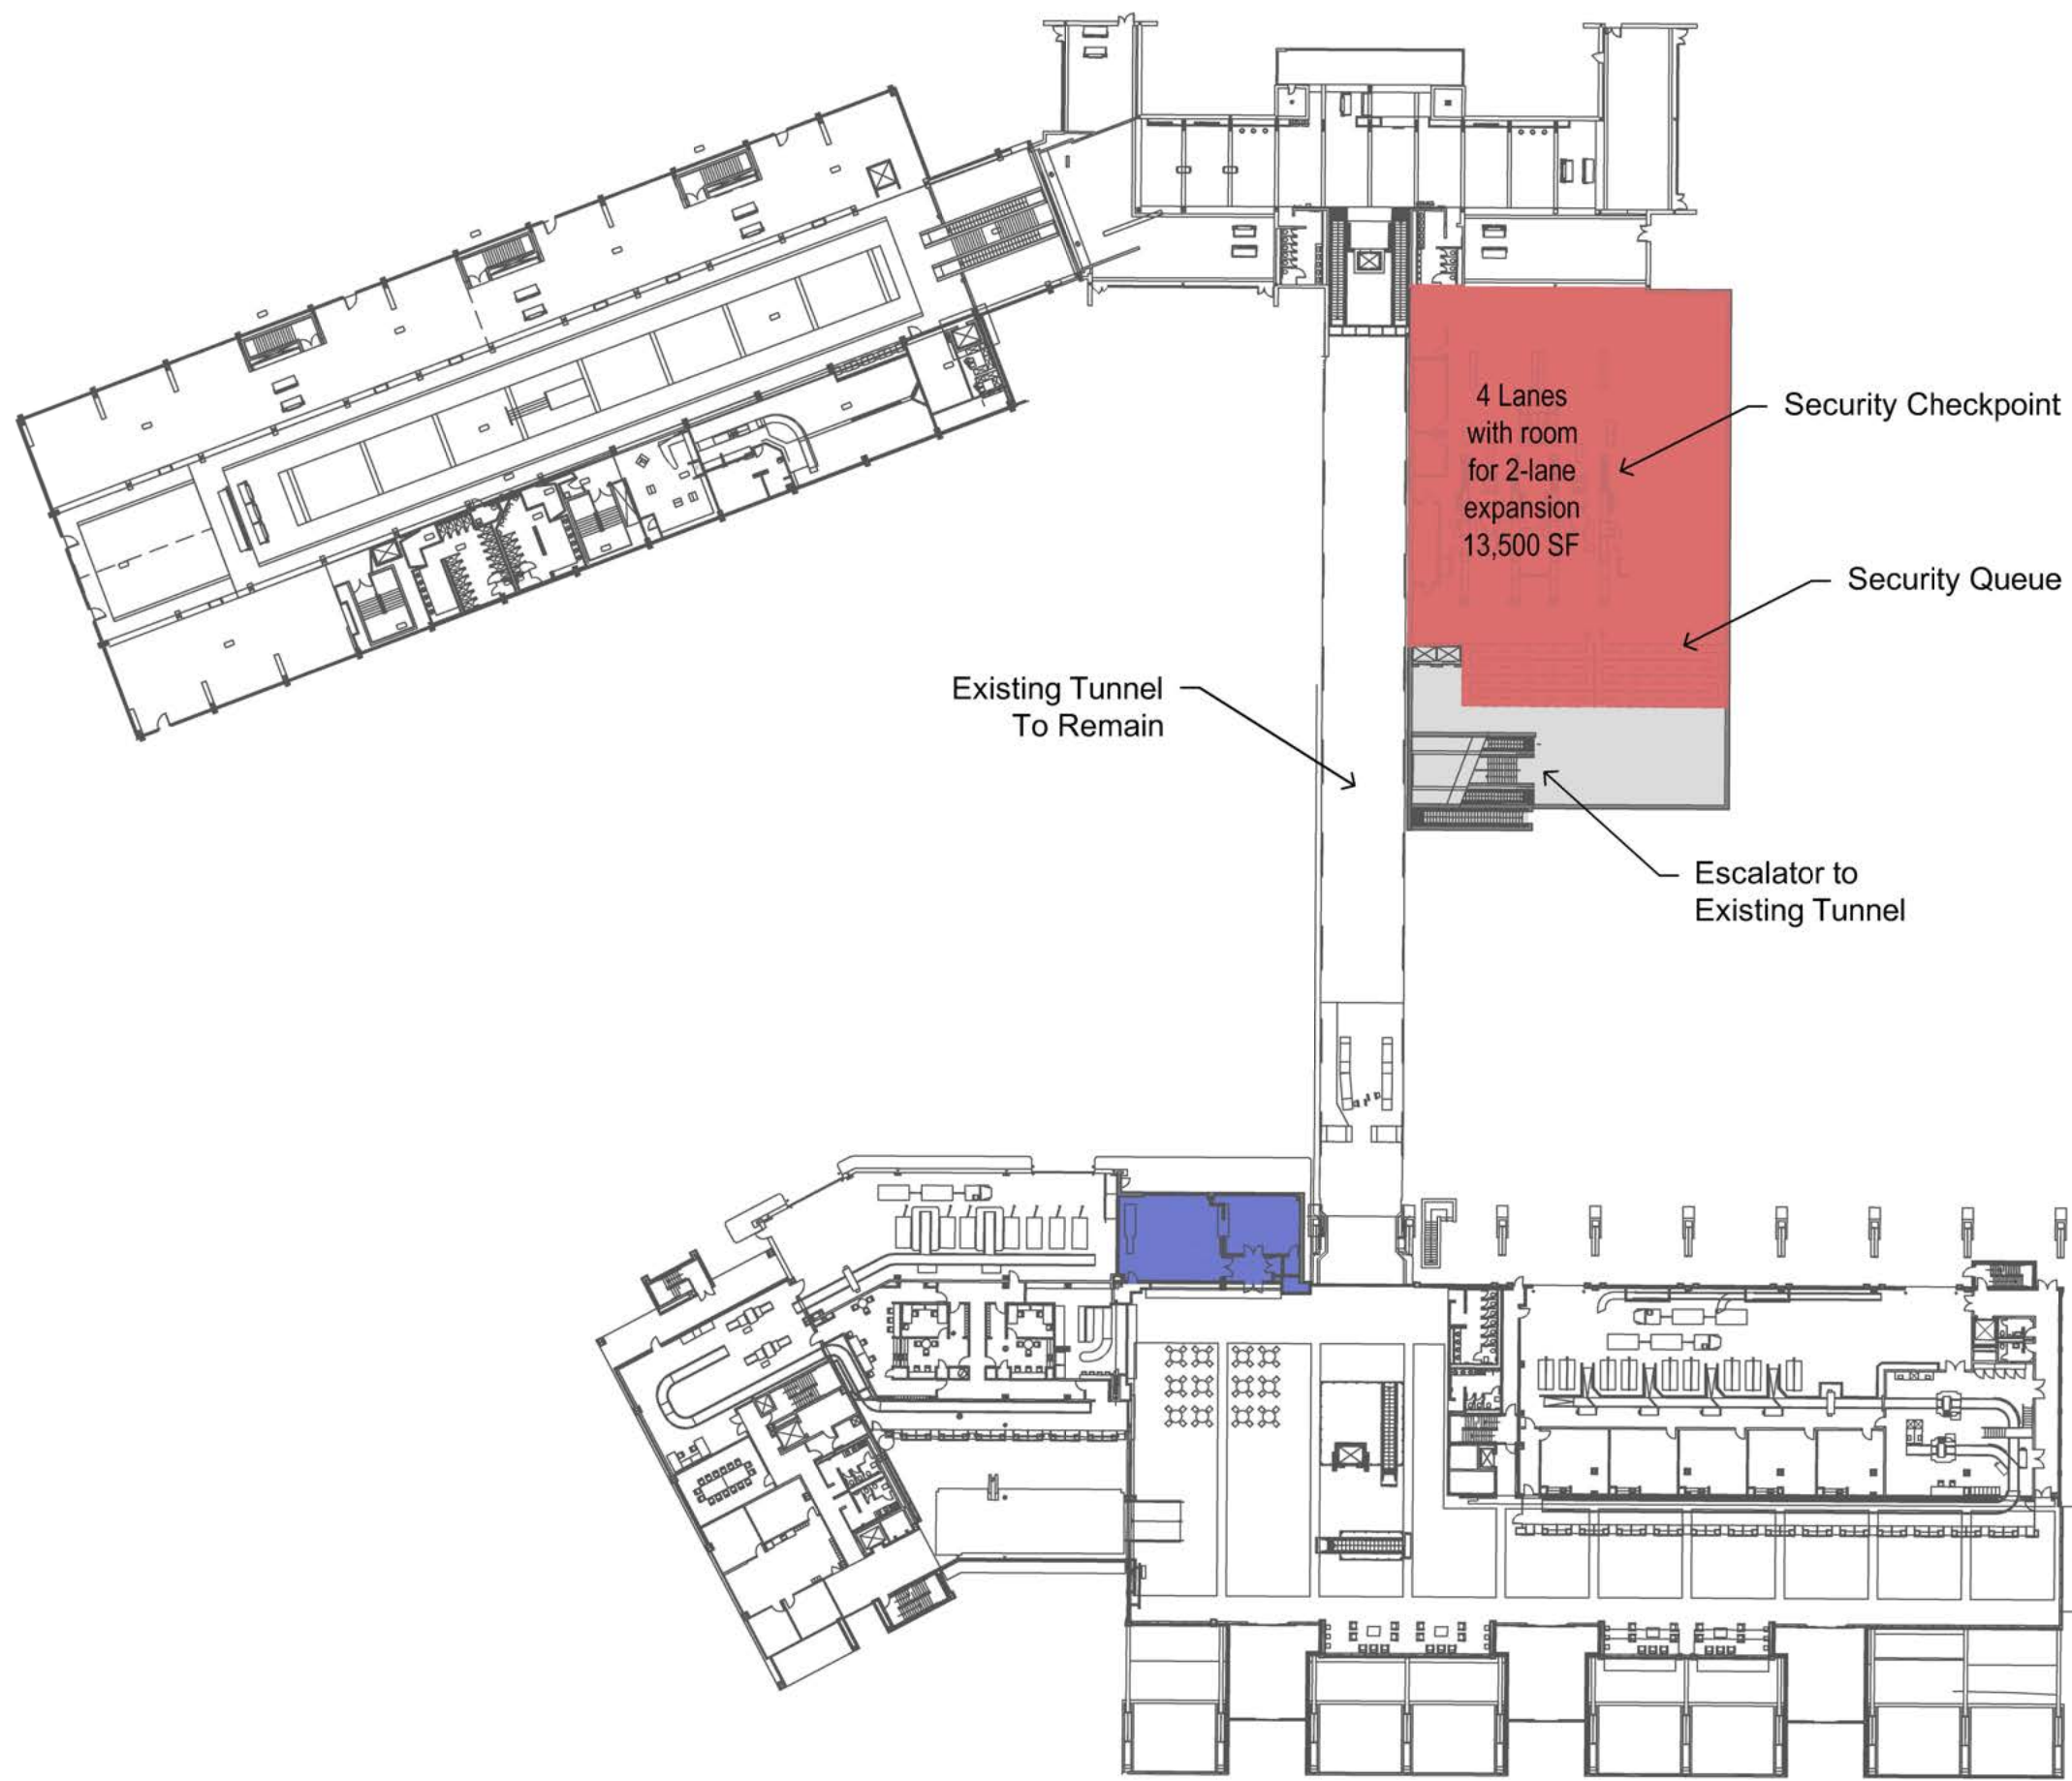 4 Lanes
with room
for 2-lane
expansion
13,500 SF
Security Checkpoint
Security Queue
Existing Tunnel
To Remain
Escalator to
Existing Tunnel